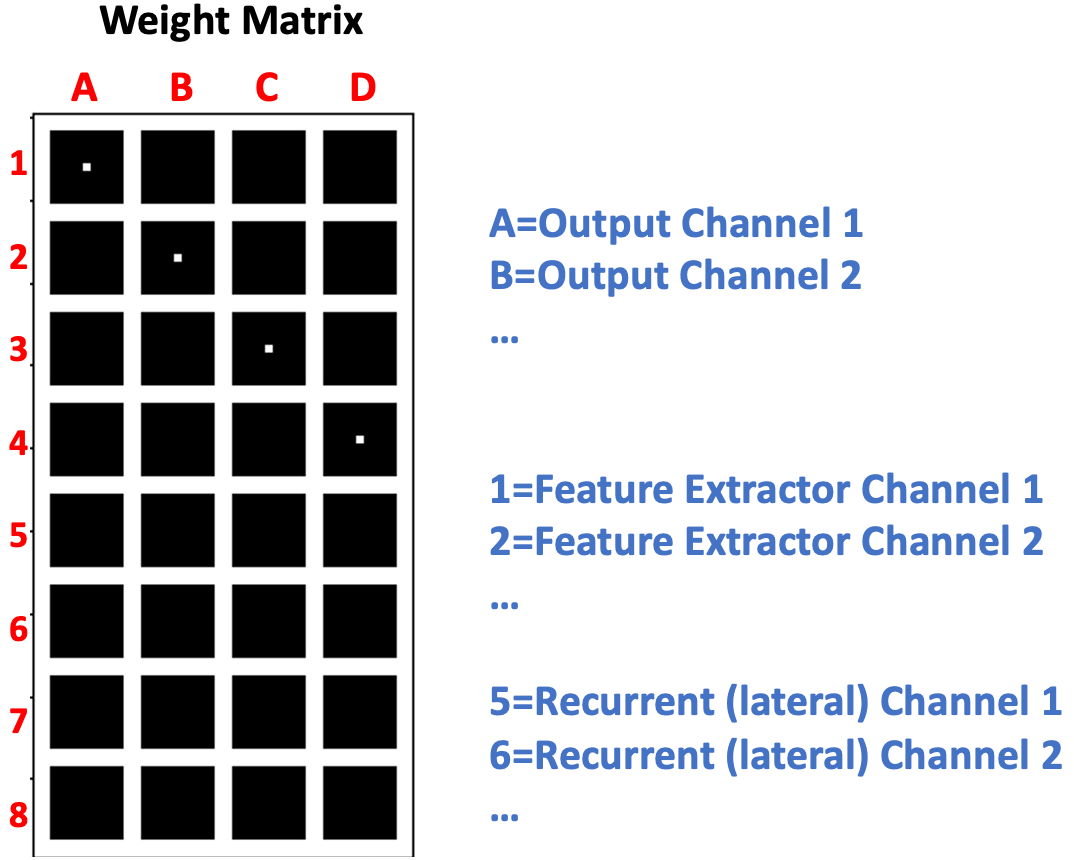 Weight Matrix
A B C D
1
2
3
4
5
6
7
8
A=Output Channel 1
B=Output Channel 2
...
1=Feature Extractor Channel 1
2=Feature Extractor Channel 2
...
5=Recurrent (lateral) Channel 1
6=Recurrent (lateral) Channel 2
...